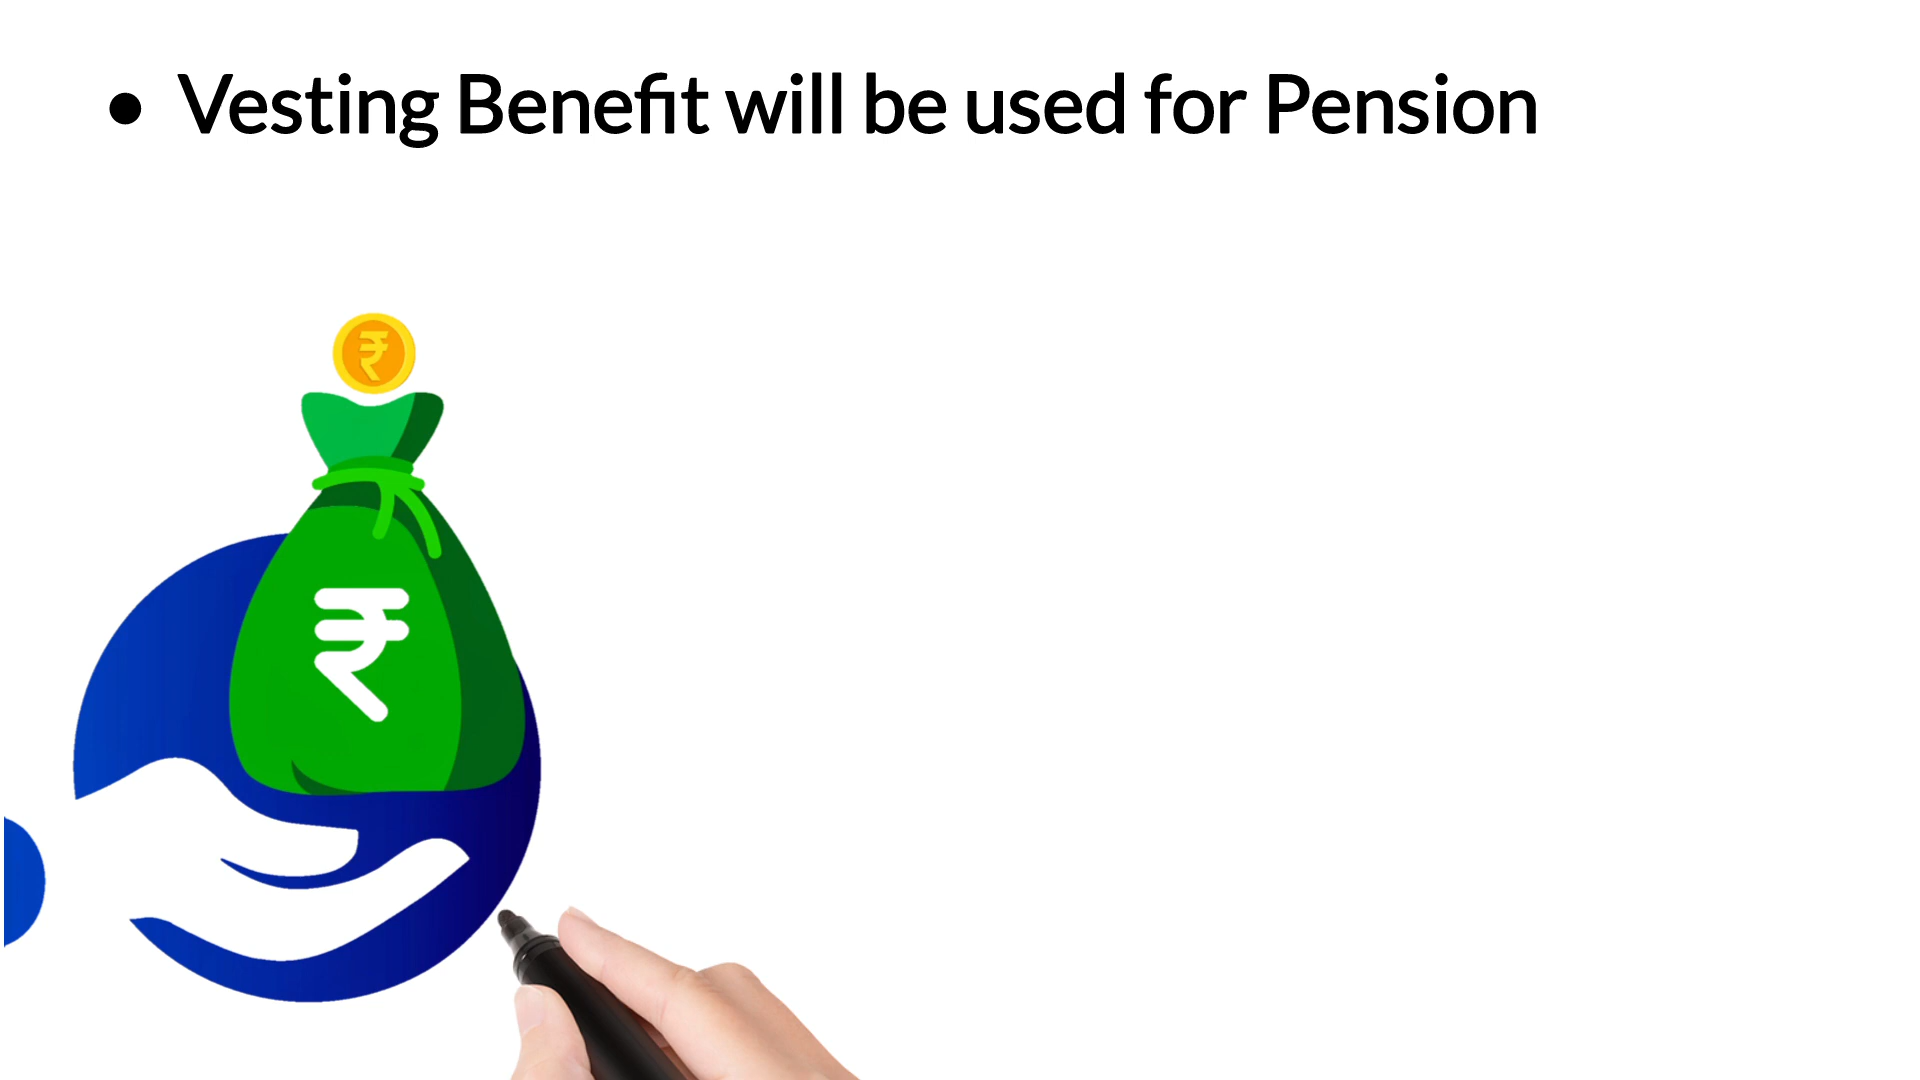 • Vesting Benefit will be used for Pension
₹
₹